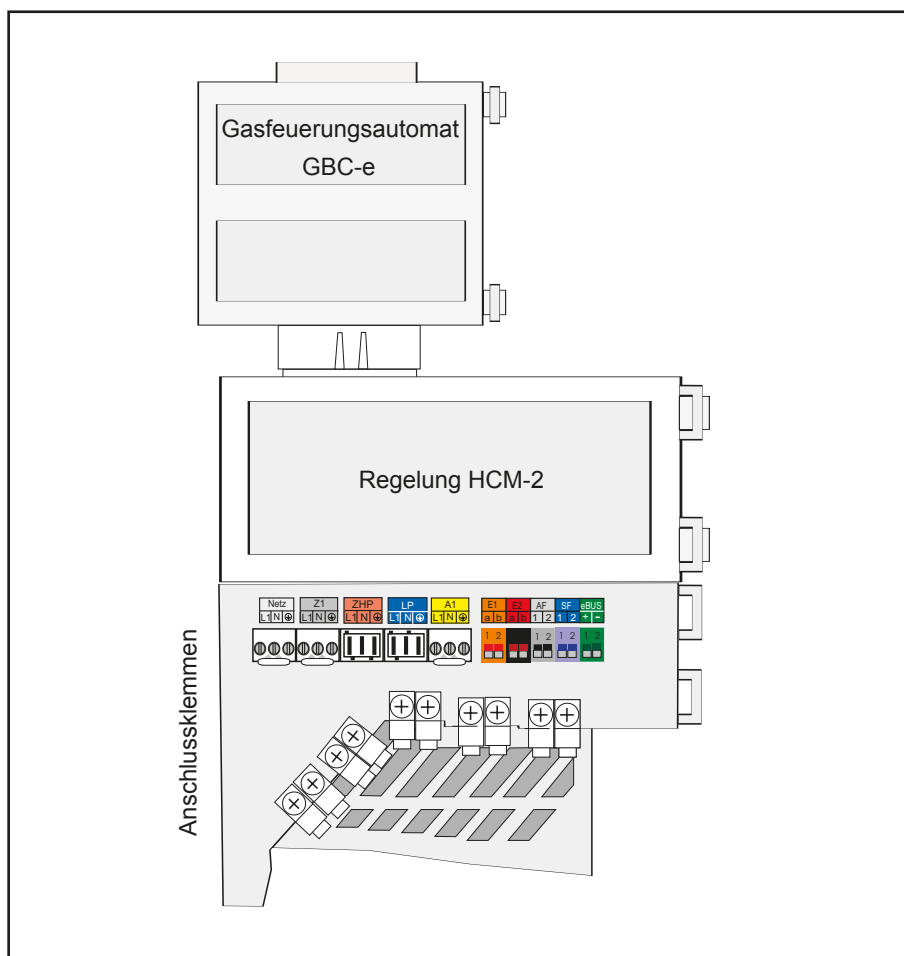 Gasfeuerungsautomat
GBC-e
Regelung HCM-2
Netz Z1 ZHP LP A1 E1 E2 AF SF eBUS
L1 N ⏚ L1 N ⏚ L1 N ⏚ L1 N ⏚ L1 N ⏚ a b a b 1 2 1 2 + -
1 2 1 2 1 2 1 2
Anschlussklemmen